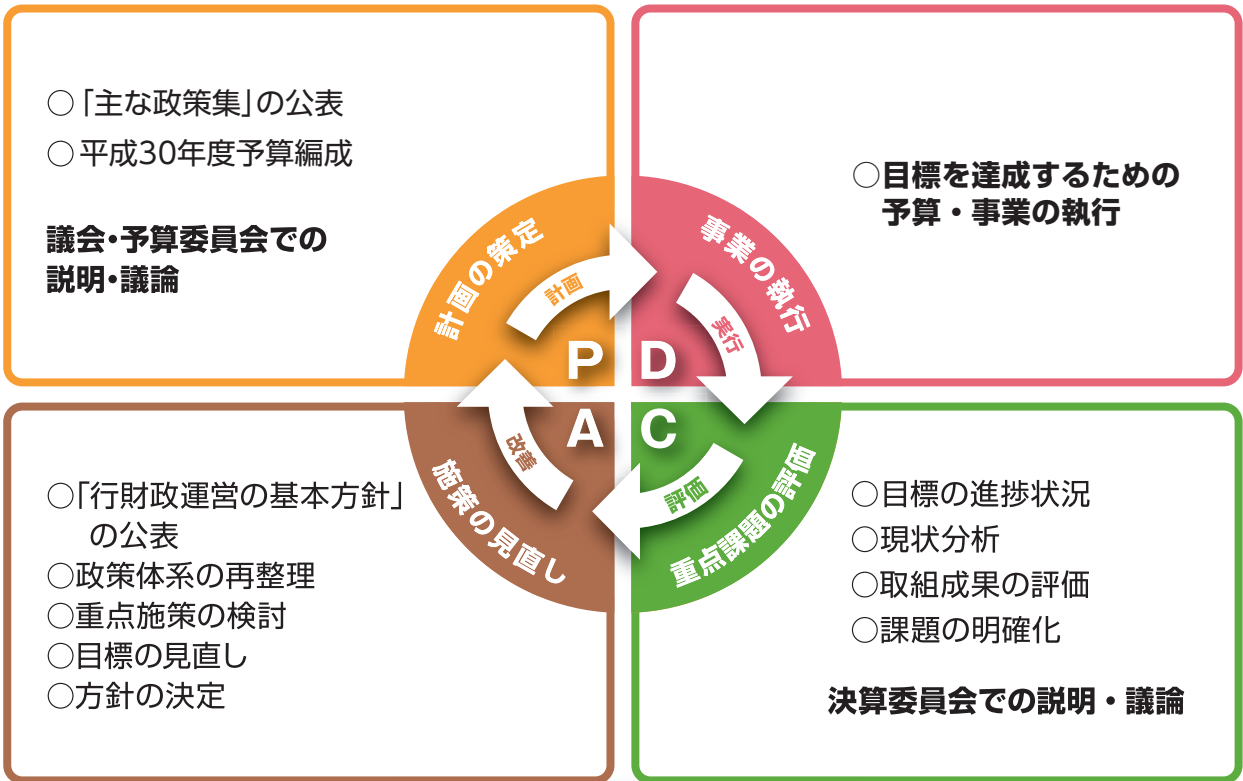 ○「主な政策集」の公表
○平成30年度予算編成
議会・予算委員会での
説明・議論
計画の策定
計画
P
○目標を達成するための
予算・事業の執行
事業の執行
実行
D
○「行財政運営の基本方針」
の公表
○政策体系の再整理
○重点施策の検討
○目標の見直し
○方針の決定
施策の見直し
改善
A
○目標の進捗状況
○現状分析
○取組成果の評価
○課題の明確化
決算委員会での説明・議論
重点課題の評価
評価
C